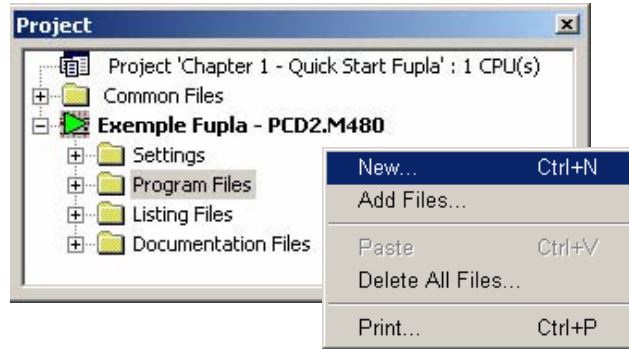 Project
Project 'Chapter 1 - Quick Start Fupla' : 1 CPU(s)
Common Files
Exemple Fupla - PCD2.M480
Settings
Program Files
Listing Files
Documentation Files
New... Ctrl+N
Add Files...
Paste Ctrl+V
Delete All Files...
Print... Ctrl+P